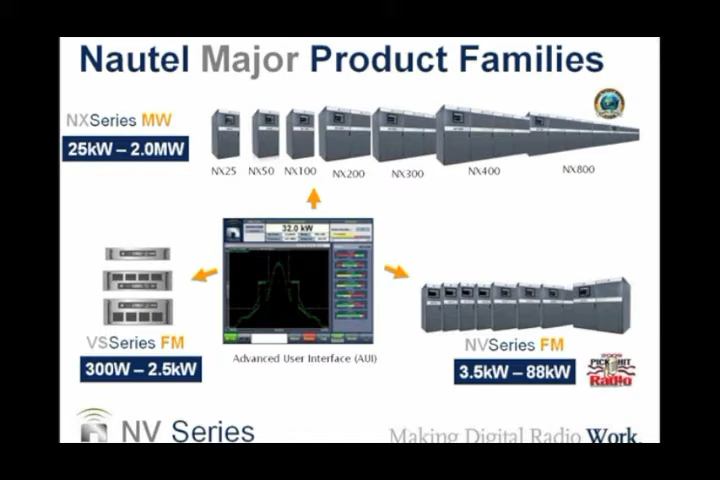 Nautel Major Product Families
NXSeries MW
25kW – 2.0MW
NX25 NX50 NX100 NX200 NX300 NX400 NX800
32.0 kW
VSSeries FM
300W – 2.5kW
Advanced User Interface (AUI)
NVSeries FM
3.5kW – 88kW
2009
PICK HIT
Radio
NV Series
Making Digital Radio Work.